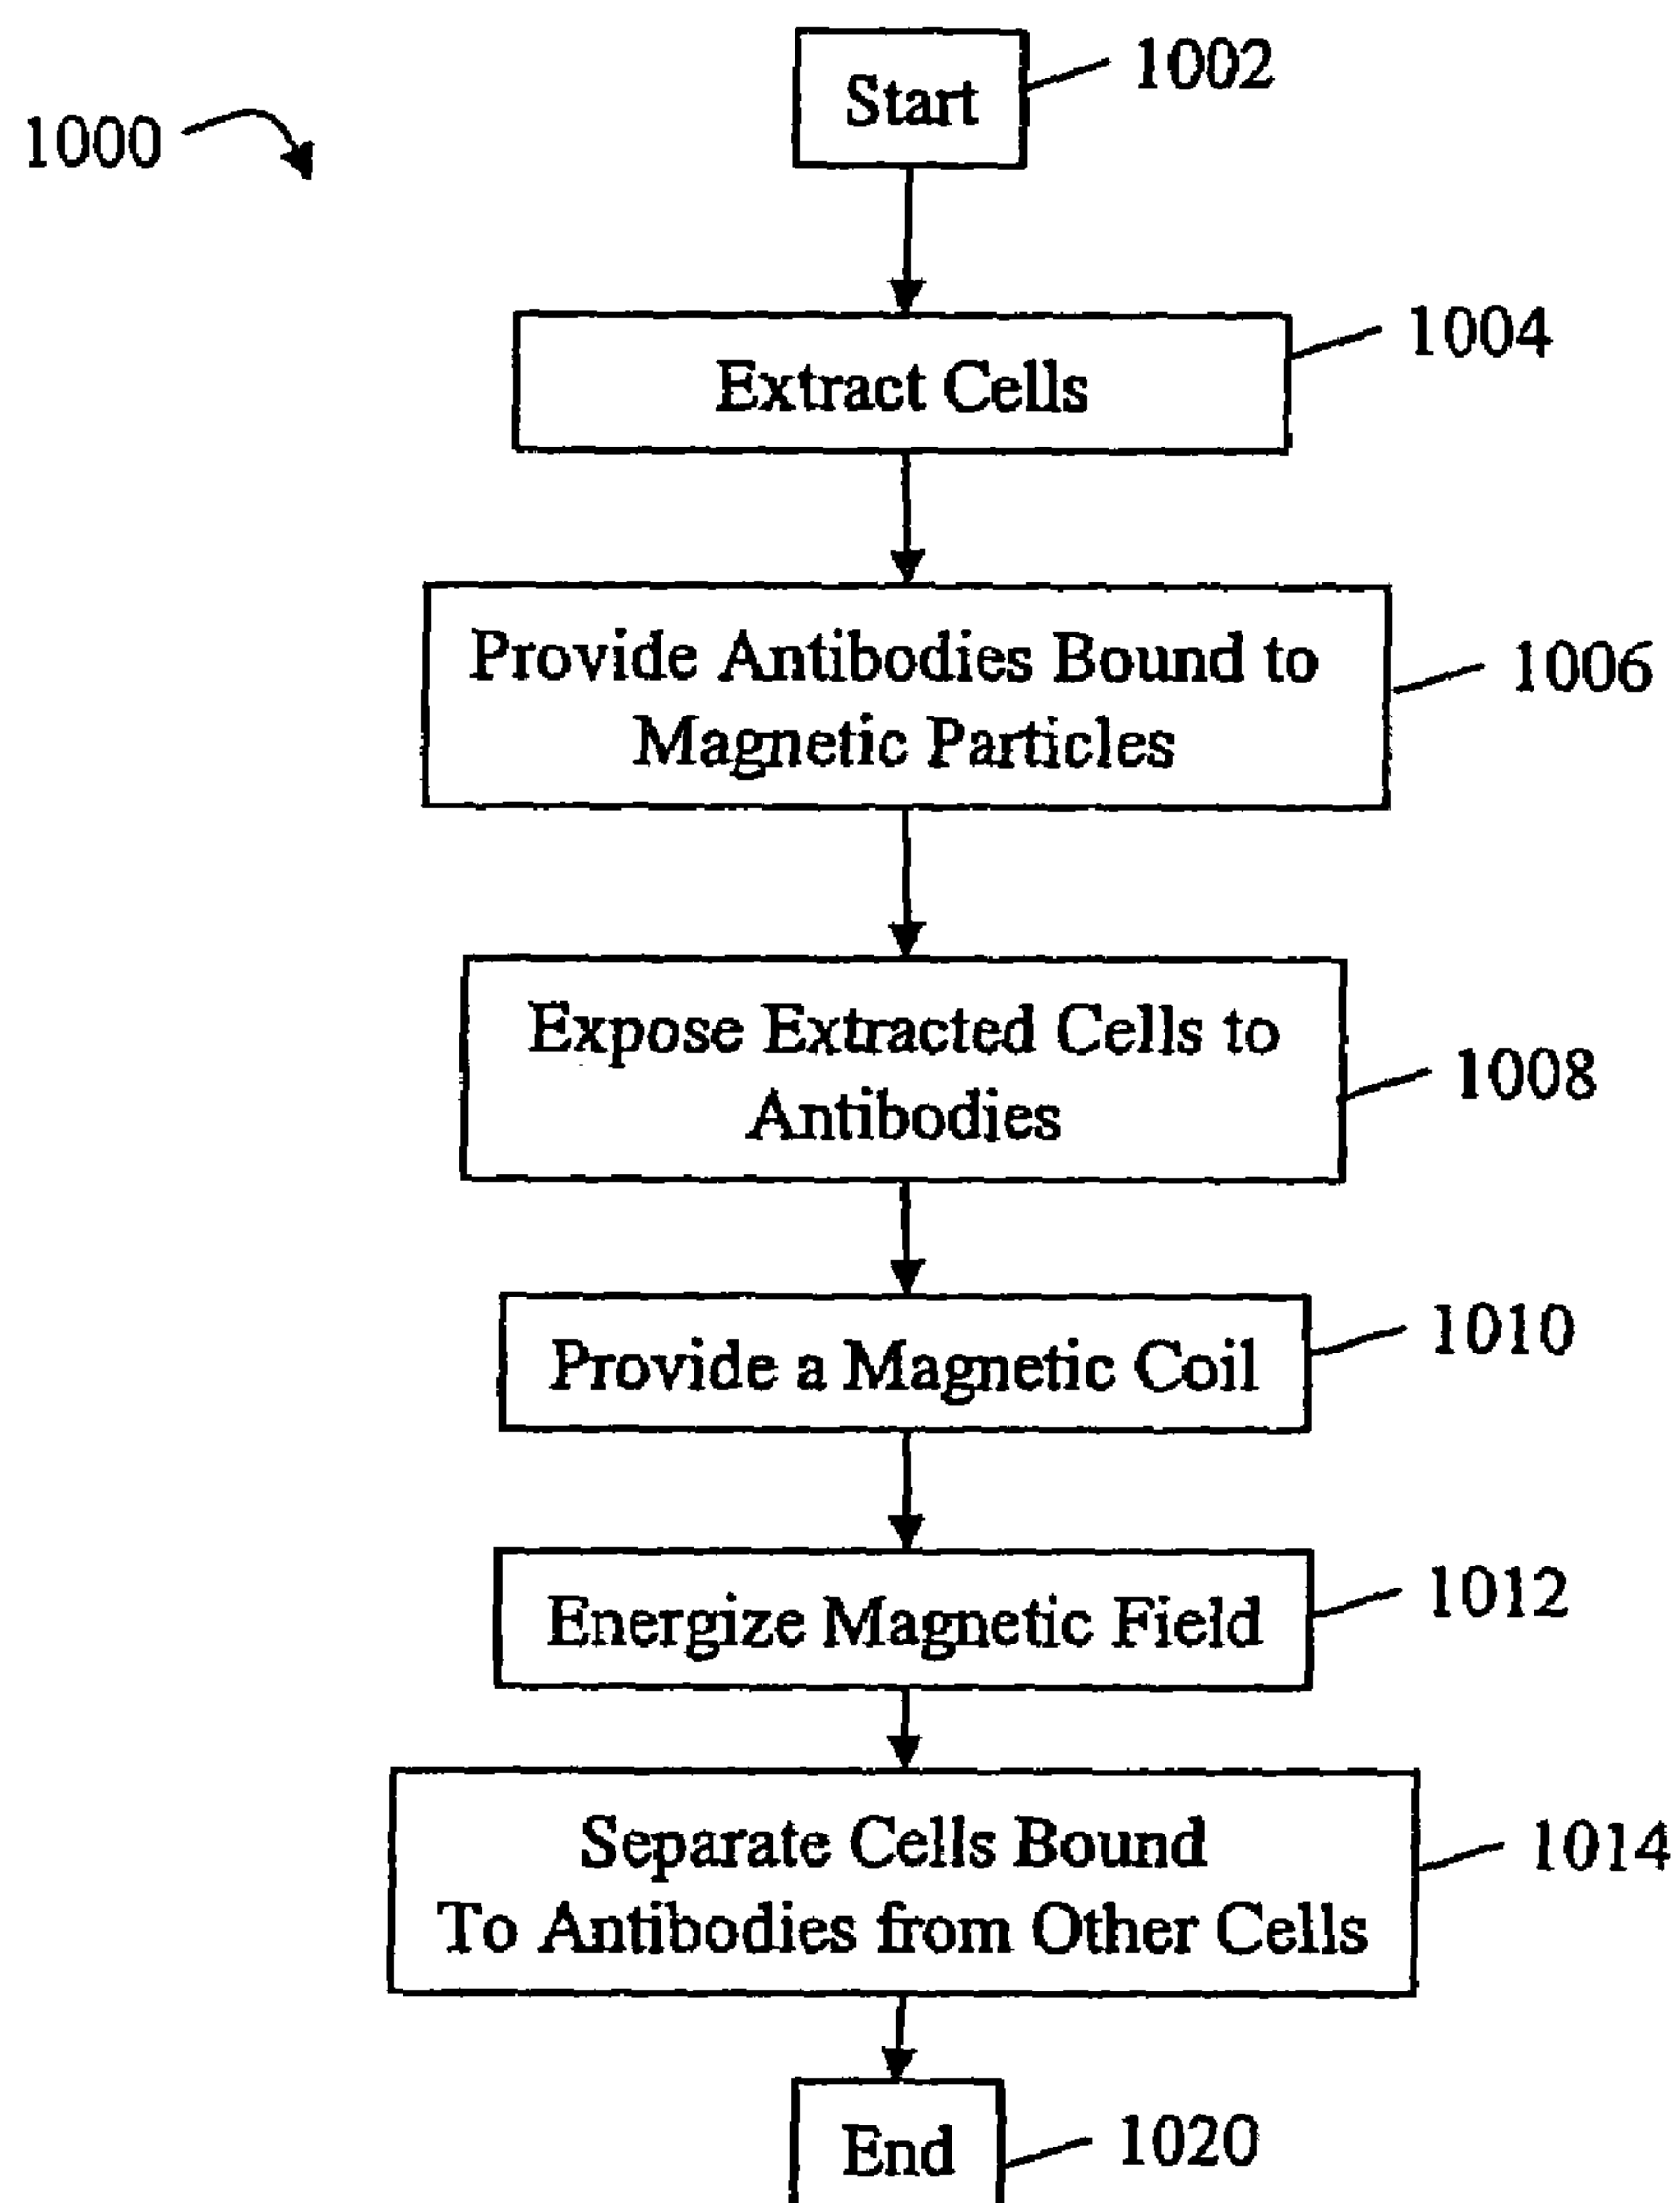 1000
Start
1002
Extract Cells
1004
Provide Antibodies Bound to
Magnetic Particles
1006
Expose Extracted Cells to
Antibodies
1008
Provide a Magnetic Coil
1010
Energize Magnetic Field
1012
Separate Cells Bound
To Antibodies from Other Cells
1014
End
1020